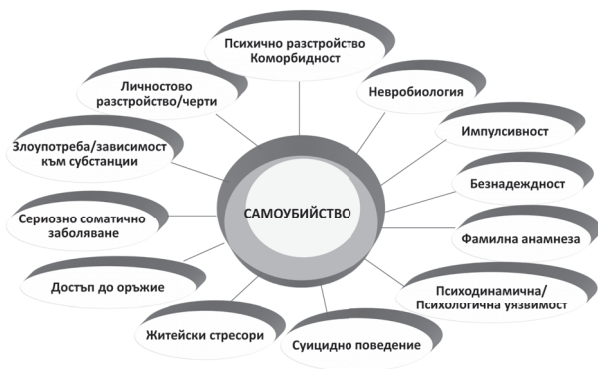 Психично разстройство
Коморбидност
Невробиология
Импулсивност
Безнадеждност
Фамилна анамнеза
Психодинамична/
Психологична уязвимост
Суицидно поведение
Житейски стресори
Достъп до оръжие
Сериозно соматично
заболяване
Злоупотреба/зависимост
към субстанции
Личностово
разстройство/черти
САМОУБИЙСТВО